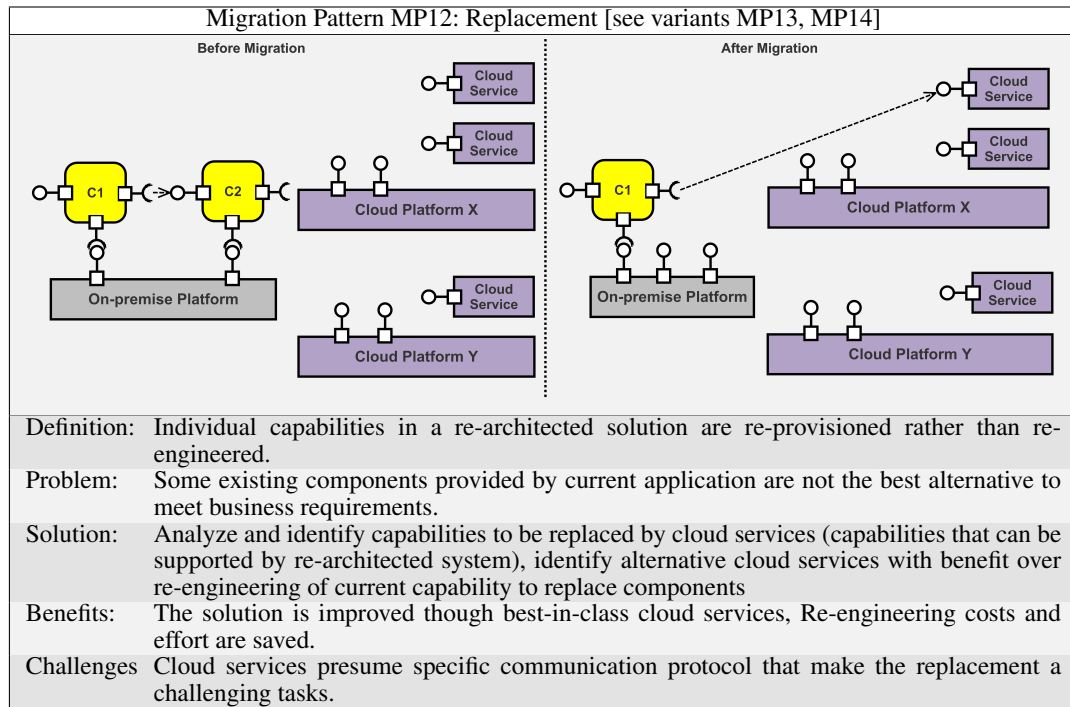 Migration Pattern MP12: Replacement [see variants MP13, MP14]
Before Migration
After Migration
Cloud
Service
Cloud
Service
C1
C2
Cloud Platform X
On-premise Platform
Cloud
Service
Cloud Platform Y
Cloud
Service
Cloud
Service
C1
Cloud Platform X
On-premise Platform
Cloud
Service
Cloud Platform Y
Definition: Individual capabilities in a re-architected solution are re-provisioned rather than re-
engineered.
Problem: Some existing components provided by current application are not the best alternative to
meet business requirements.
Solution: Analyze and identify capabilities to be replaced by cloud services (capabilities that can be
supported by re-architected system), identify alternative cloud services with benefit over
re-engineering of current capability to replace components
Benefits: The solution is improved though best-in-class cloud services, Re-engineering costs and
effort are saved.
Challenges Cloud services presume specific communication protocol that make the replacement a
challenging tasks.